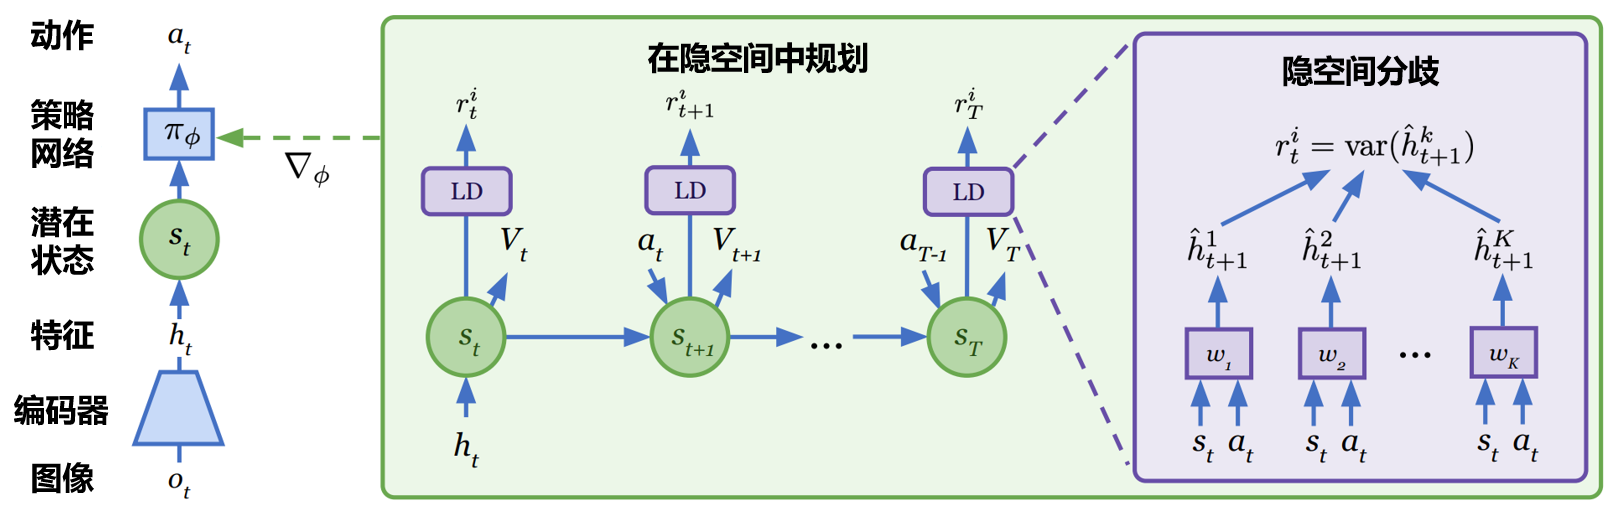 动作
a_t
策略
网络
π_ϕ
∇_ϕ
潜在
状态
s_t
特征
h_t
编码器
图像
o_t
在隐空间中规划
r_t^i
r_{t+1}^i
r_T^i
LD
LD
LD
V_t
a_t
V_{t+1}
a_{T-1}
V_T
s_t
s_{t+1}
...
s_T
h_t
隐空间分歧
r_t^i = var(ĥ_{t+1}^k)
ĥ_{t+1}^1
ĥ_{t+1}^2
ĥ_{t+1}^K
w_1
w_2
...
w_K
s_t a_t
s_t a_t
s_t a_t